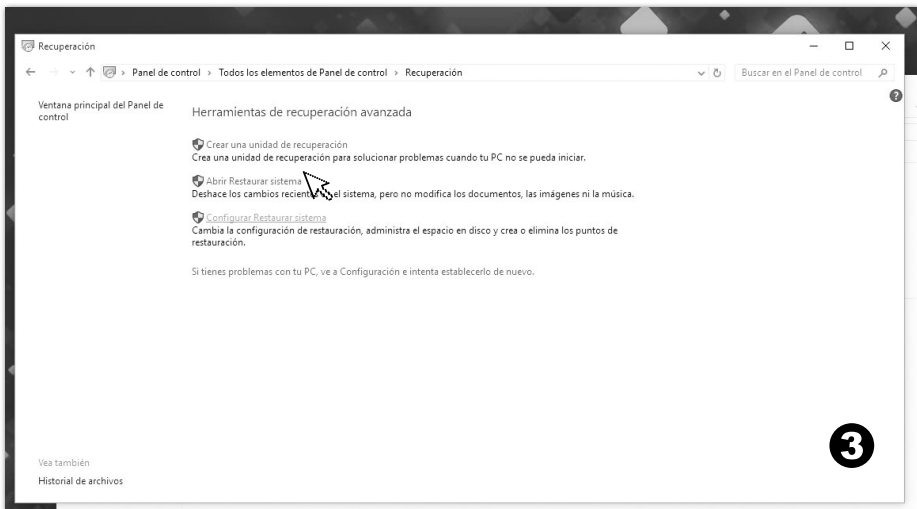 Recuperación
Panel de control > Todos los elementos de Panel de control > Recuperación
Buscar en el Panel de control
Ventana principal del Panel de
control
Herramientas de recuperación avanzada
Crear una unidad de recuperación
Crea una unidad de recuperación para solucionar problemas cuando tu PC no se pueda iniciar.
Abrir Restaurar sistema
Deshace los cambios recientes el sistema, pero no modifica los documentos, las imágenes ni la música.
Configurar Restaurar sistema
Cambia la configuración de restauración, administra el espacio en disco y crea o elimina los puntos de
restauración.
Si tienes problemas con tu PC, ve a Configuración e intenta establecerlo de nuevo.
3
Vea también
Historial de archivos